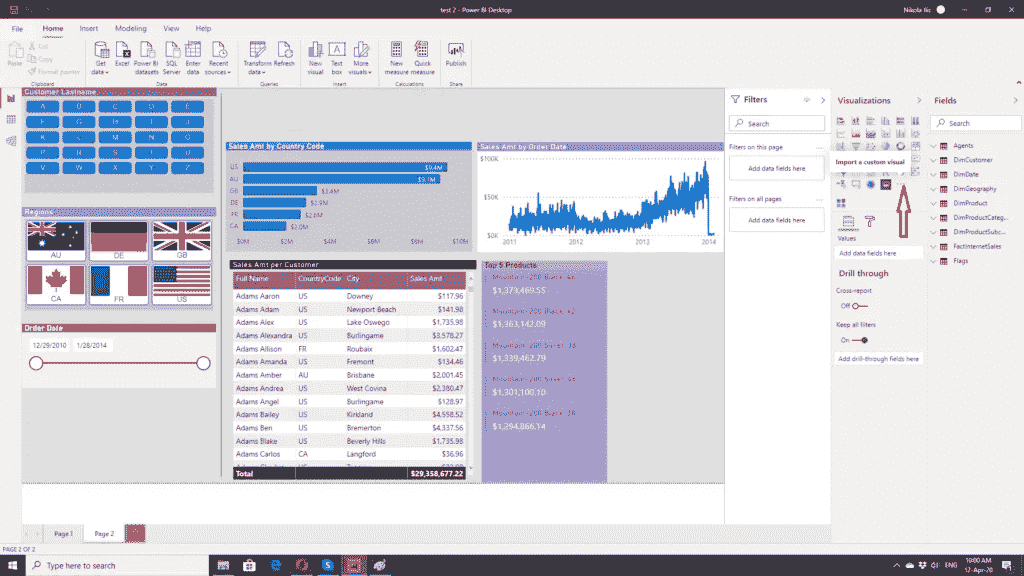 test 2 - Power BI Desktop
Nikola Ilic
File Home Insert Modeling View Help
Paste
Cut
Copy
Format painter
Get data
Excel
Power BI datasets
SQL Server
Enter data
Recent sources
Transform data
Refresh
New visual
Text box
More visuals
New measure
Quick measure
Publish
Clipboard
Data
Queries
Insert
Calculations
Share
Customer Lastname
A B C D E
F G H I J
K L M N O
P R S T U
V W X Y Z
Regions
AU DE GB
CA FR US
Order Date
12/29/2010 1/28/2014
Sales Amt by Country Code
US $9.4M
AU $9.1M
GB $3.4M
DE $2.9M
FR $2.6M
CA $2.0M
$0M $2M $4M $6M $8M $10M
Sales Amt by Order Date
$100K
$50K
$0K
2011 2012 2013 2014
Sales Amt per Customer
Full Name CountryCode City Sales Amt
Adams Aaron US Downey $117.96
Adams Adam US Newport Beach $141.98
Adams Alex US Lake Oswego $1,735.98
Adams Alexandra US Burlingame $3,578.27
Adams Allison FR Roubaix $1,602.47
Adams Amanda US Fremont $134.46
Adams Amber AU Brisbane $2,001.45
Adams Andrea US West Covina $2,380.47
Adams Angel US Burlingame $128.97
Adams Bailey US Kirkland $4,558.52
Adams Ben US Bremerton $4,337.56
Adams Blake US Beverly Hills $1,735.98
Adams Carlos CA Langford $36.96
Total $29,358,677.22
Top 5 Products
$1,373,469.55
$1,363,142.09
$1,339,462.79
$1,301,100.10
$1,294,866.14
Filters
Search
Filters on this page
Add data fields here
Filters on all pages
Add data fields here
Visualizations
Import a custom visual
Values
Add data fields here
Drill through
Cross-report
Off
Keep all filters
On
Add drill-through fields here
Fields
Search
Agents
DimCustomer
DimDate
DimGeography
DimProduct
DimProductCateg...
DimProductSubc...
FactInternetSales
Flags
Page 1 Page 2
PAGE 2 OF 2
Type here to search
ENG
12-Apr-20